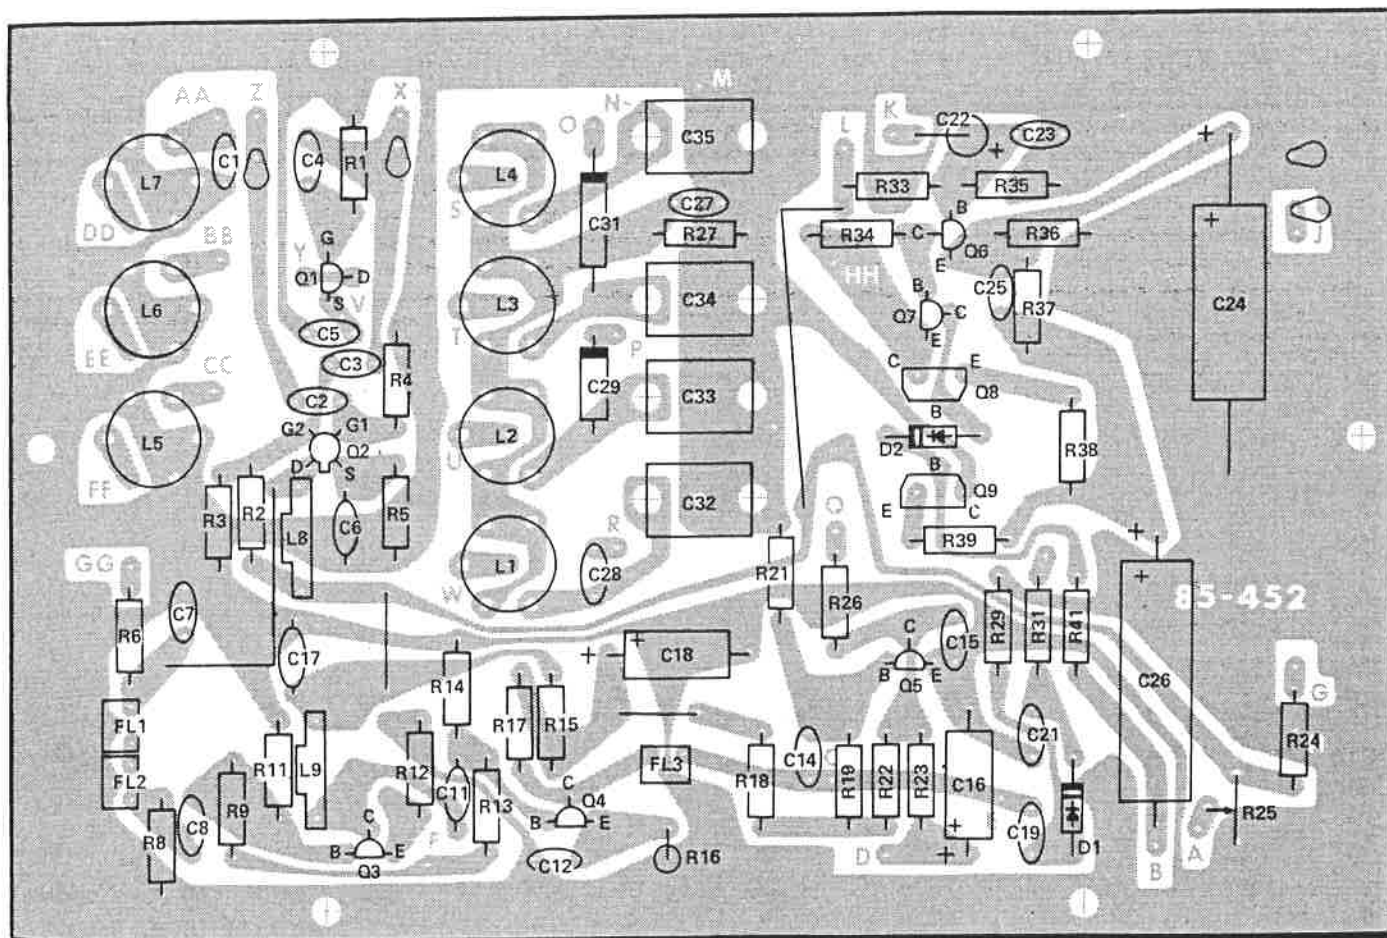 M
N-
AA
Z
X
O
L
K
C22
C23
C35
+
+
C1
C4
R1
L7
L4
C27
R33
R35
S
C31
R27
R34
C
B
Q6
E
R36
+
J
DD
BB
Y
G
Q1
D
S
V
HH
C25
R37
L6
L3
C34
B
Q7
C
E
C24
C5
T
P
C3
EE
CC
R4
C29
C33
C
E
Q8
B
C2
G2
G1
Q2
D
S
L5
L2
U
D2
B
R38
FF
R3
R2
L8
C6
R5
C32
E
Q9
C
Q
R
R39
+
+
GG
L1
C28
R21
R26
W
85-452
C7
R6
C17
C18
+
+
C
B
Q5
E
C15
R29
R31
R41
C26
G
R14
R17
R15
FL1
FL2
R11
L9
R12
C11
R13
FL3
R18
C14
C
R19
R22
R23
C16
+
+
C21
R24
R8
C8
R9
C
B
E
Q3
F
C
B
Q4
E
C12
R16
D
C19
D1
B
A
R25